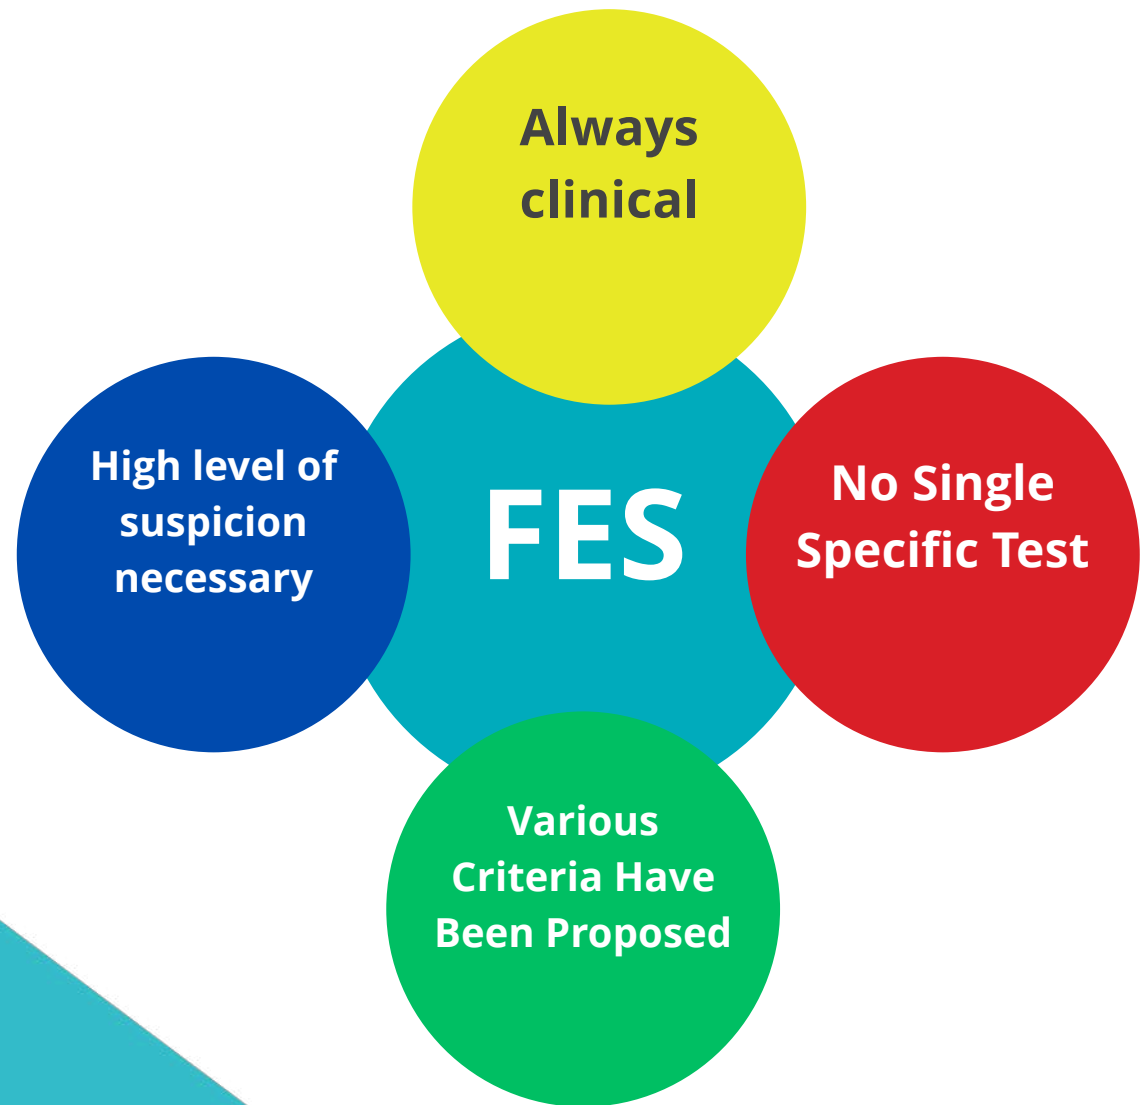 Always
clinical
High level of
suspicion
necessary
FES
No Single
Specific Test
Various
Criteria Have
Been Proposed